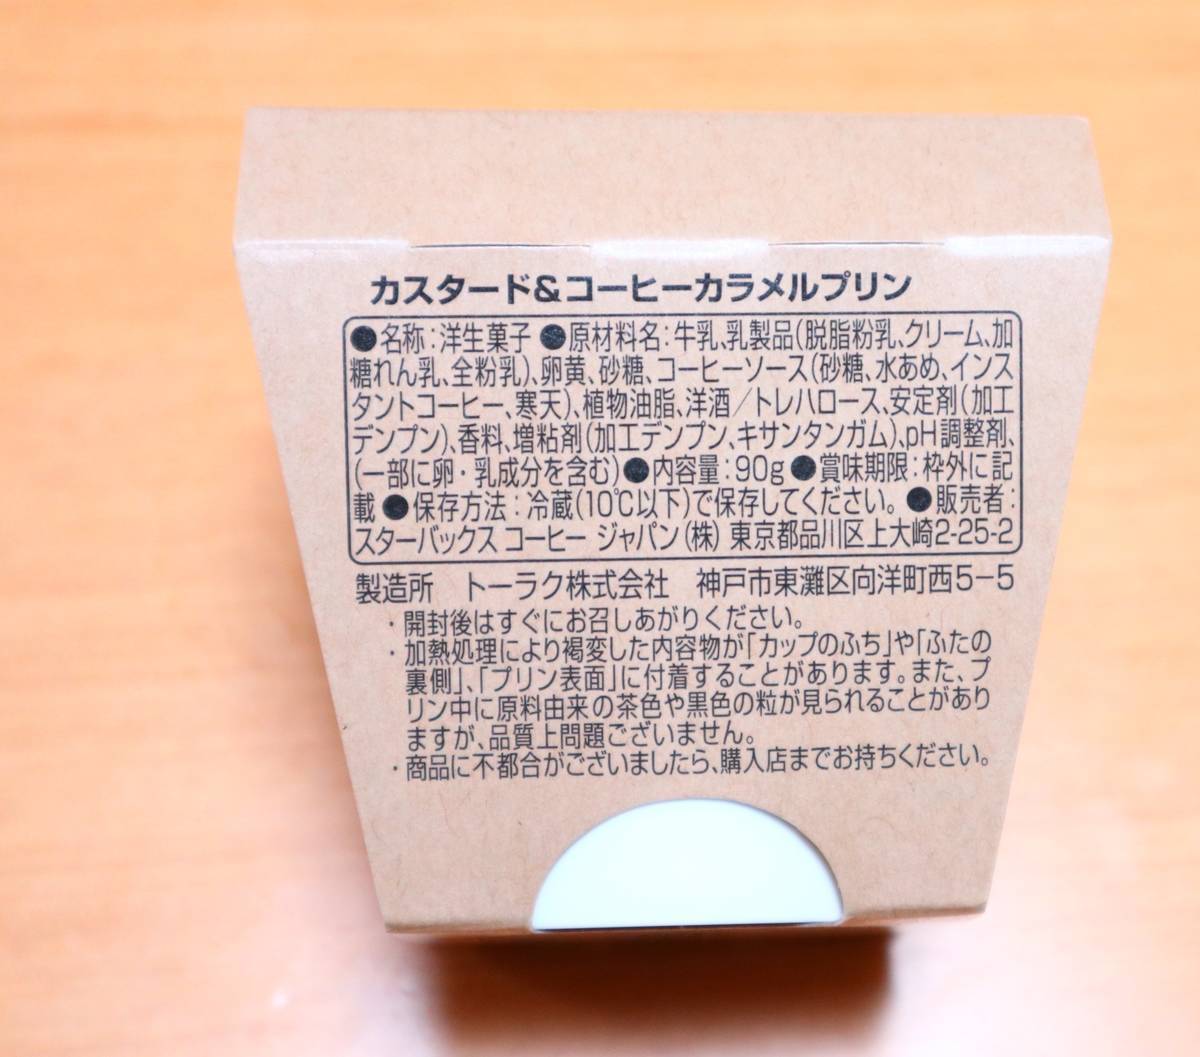 カスタード&コーヒーカラメルプリン
●名称:洋生菓子 ●原材料名:牛乳、乳製品(脱脂粉乳、クリーム、加
糖れん乳、全粉乳)、卵黄、砂糖、コーヒーソース(砂糖、水あめ、インス
タントコーヒー、寒天)、植物油脂、洋酒/トレハロース、安定剤(加工
デンプン)、香料、増粘剤(加工デンプン、キサンタンガム)、pH調整剤、
(一部に卵・乳成分を含む)●内容量:90g●賞味期限:枠外に記
載 ●保存方法:冷蔵(10℃以下)で保存してください。●販売者:
スターバックス コーヒー ジャパン(株) 東京都品川区上大崎2-25-2
製造所 トーラク株式会社 神戸市東灘区向洋町西5-5
・開封後はすぐにお召しあがりください。
・加熱処理により褐変した内容物が「カップのふち」や「ふたの
裏側」、「プリン表面」に付着することがあります。また、プ
リン中に原料由来の茶色や黒色の粒が見られることがあり
ますが、品質上問題ございません。
・商品に不都合がございましたら、購入店までお持ちください。